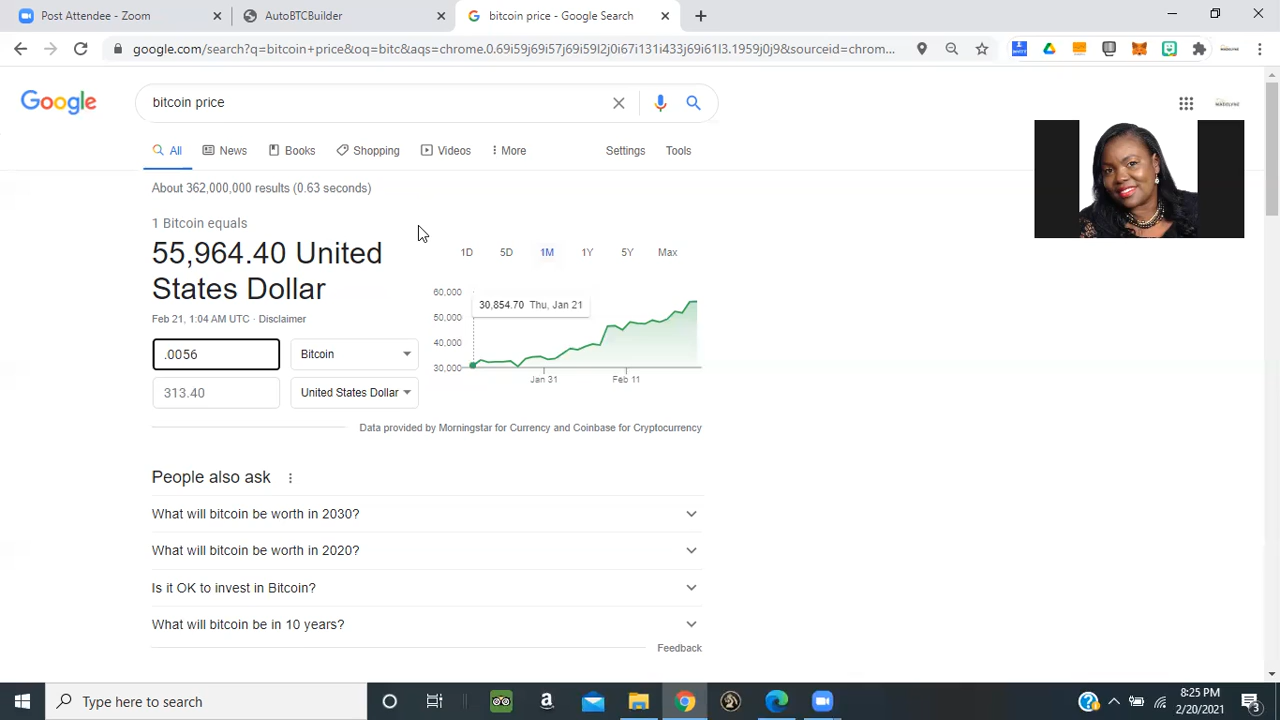 Post Attendee - Zoom
AutoBTCBuilder
bitcoin price - Google Search
google.com/search?q=bitcoin+price&oq=bitc&aqs=chrome.0.69i59j69i57j69i59l2j0i67i131i433j69i61l3.1959j0j9&sourceid=chrom...
Google
bitcoin price
All News Books Shopping Videos More Settings Tools
About 362,000,000 results (0.63 seconds)
1 Bitcoin equals
55,964.40 United
States Dollar
Feb 21, 1:04 AM UTC · Disclaimer
.0056 Bitcoin
313.40 United States Dollar
1D 5D 1M 1Y 5Y Max
60,000
50,000
40,000
30,000
30,854.70 Thu, Jan 21
Jan 31 Feb 11
Data provided by Morningstar for Currency and Coinbase for Cryptocurrency
People also ask
What will bitcoin be worth in 2030?
What will bitcoin be worth in 2020?
Is it OK to invest in Bitcoin?
What will bitcoin be in 10 years?
Feedback
Type here to search
8:25 PM
2/20/2021
3